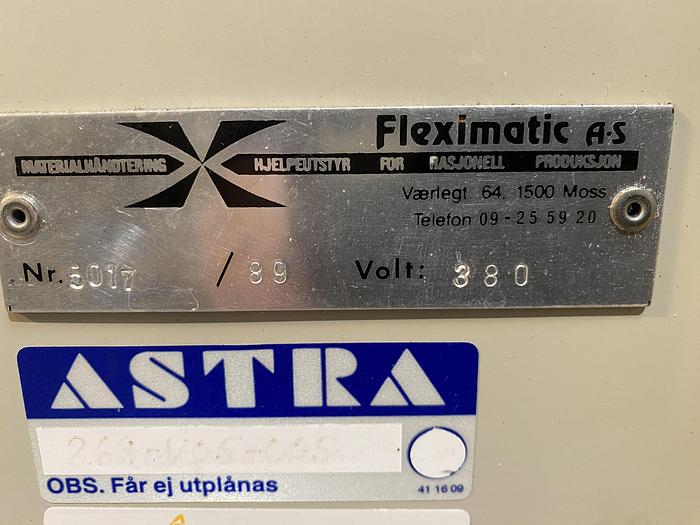 Fleximatic A·S
MATERIALHÅNDTERING HJELPEUTSTYR FOR RASJONELL PRODUKSJON
Værlegt 64, 1500 Moss
Telefon 09-25 59 20
Nr. 5017 / 89 Volt: 380
ASTRA
OBS. Får ej utplånas
41 16 09